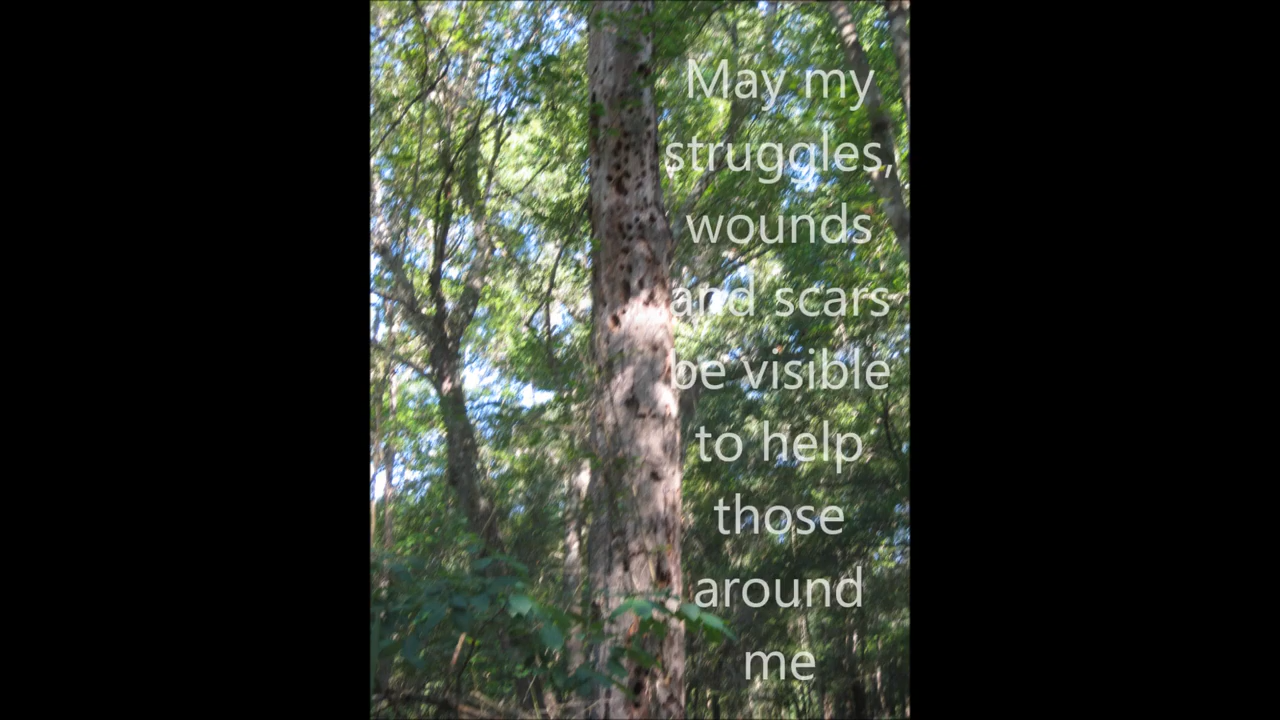 May my
struggles,
wounds
and scars
be visible
to help
those
around
me